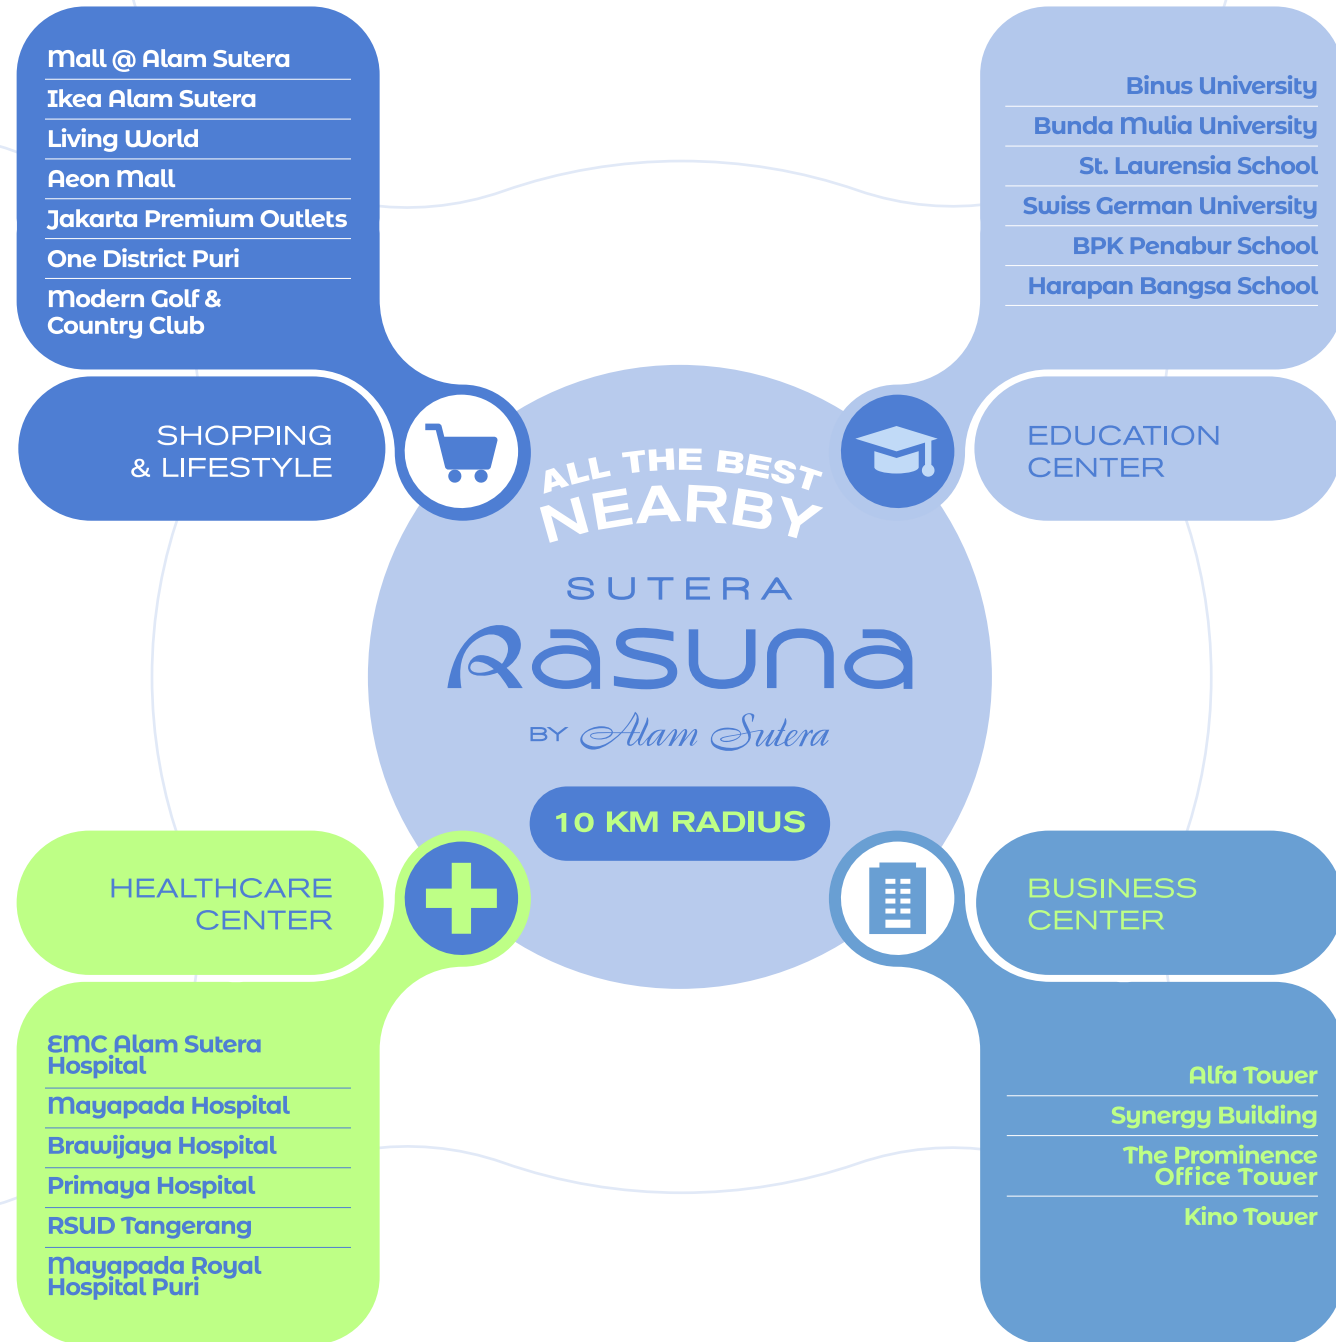 Mall @ Alam Sutera
Ikea Alam Sutera
Living World
Aeon Mall
Jakarta Premium Outlets
One District Puri
Modern Golf &
Country Club
SHOPPING
& LIFESTYLE
Binus University
Bunda Mulia University
St. Laurensia School
Swiss German University
BPK Penabur School
Harapan Bangsa School
EDUCATION
CENTER
ALL THE BEST
NEARBY
SUTERA
Rasuna
BY Alam Sutera
10 KM RADIUS
HEALTHCARE
CENTER
EMC Alam Sutera
Hospital
Mayapada Hospital
Brawijaya Hospital
Primaya Hospital
RSUD Tangerang
Mayapada Royal
Hospital Puri
BUSINESS
CENTER
Alfa Tower
Synergy Building
The Prominence
Office Tower
Kino Tower